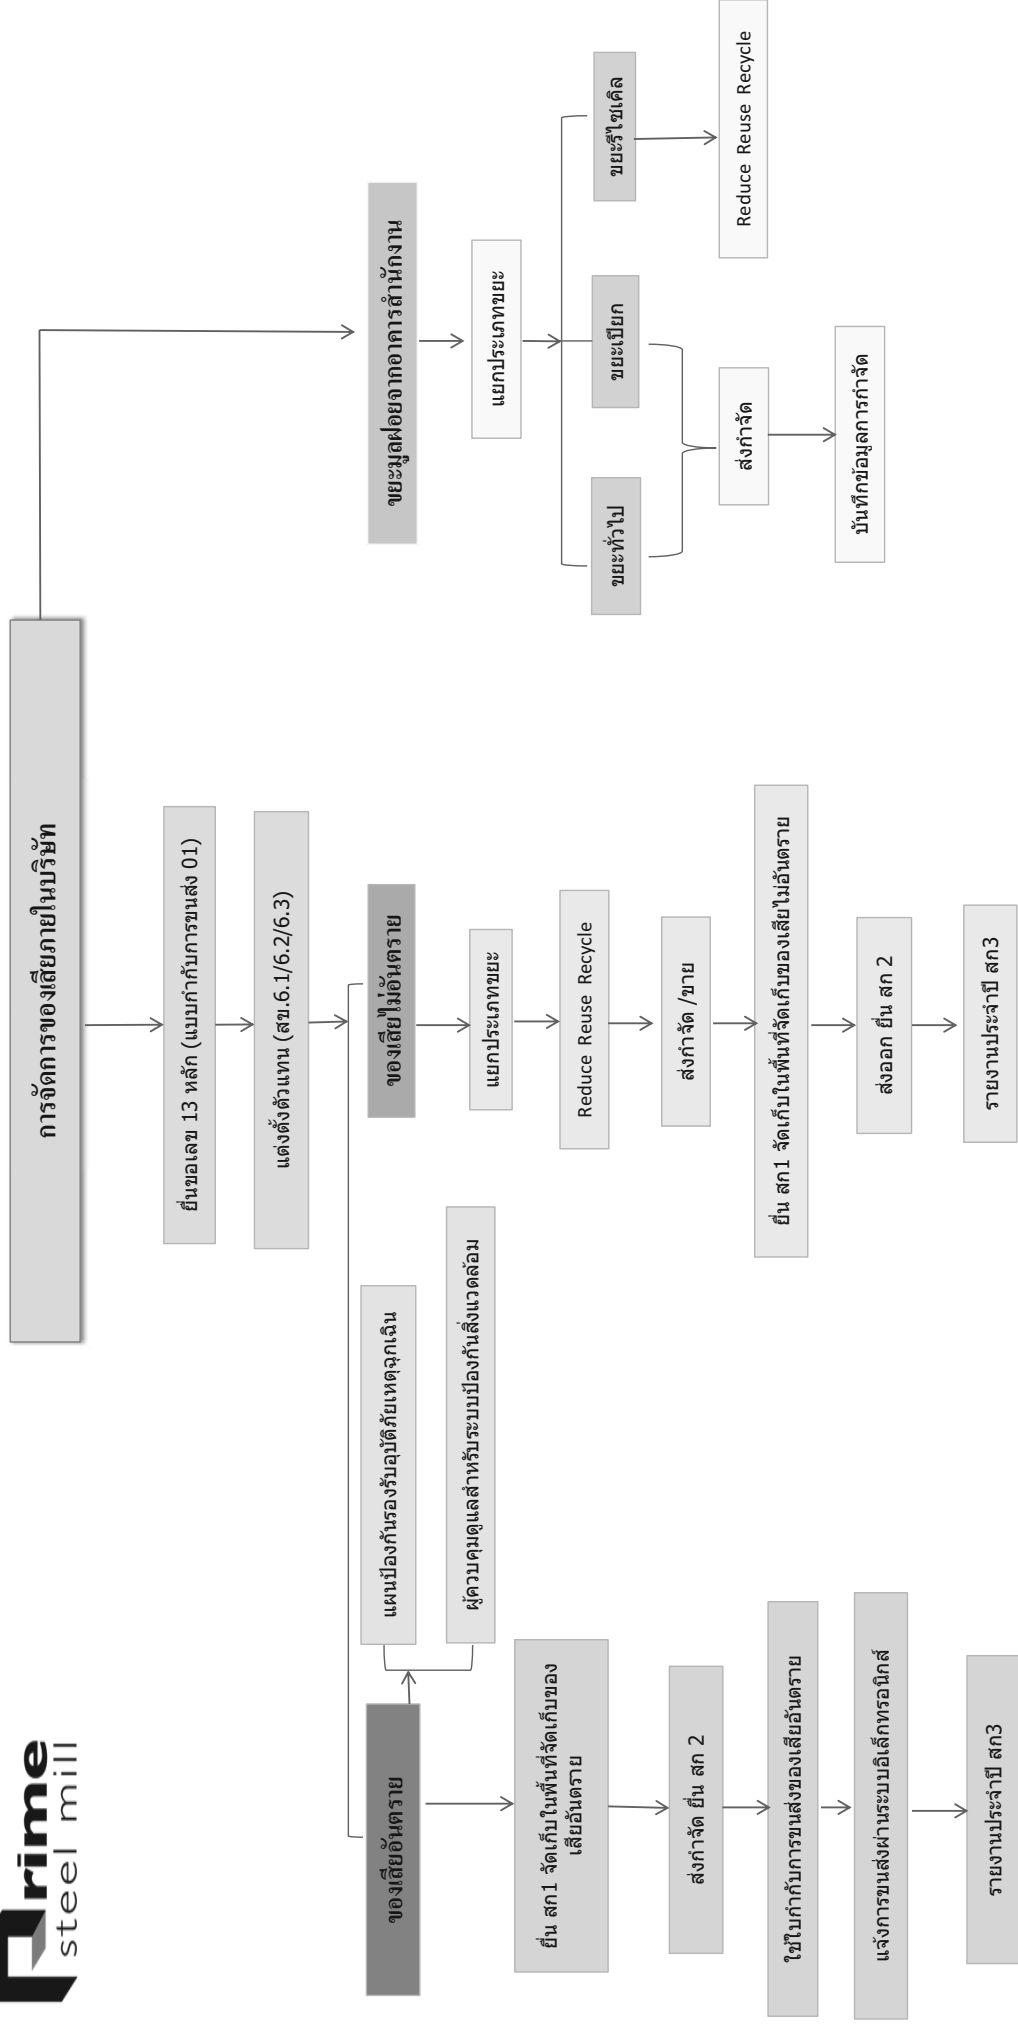 Prime
steel mill
การจัดการของเสียภายในบริษัท
ยื่นขอเลข 13 หลัก (แบบกำกับการขนส่ง 01)
แต่งตั้งตัวแทน (สข.6.1/6.2/6.3)
ของเสียอันตราย
แผนป้องกันรองรับอุบัติภัยเหตุฉุกเฉิน
ผู้ควบคุมดูแลสำหรับระบบป้องกันสิ่งแวดล้อม
ยื่น สก1 จัดเก็บในพื้นที่จัดเก็บของ
เสียอันตราย
ส่งกำจัด ยื่น สก 2
ใช้ใบกำกับการขนส่งของเสียอันตราย
แจ้งการขนส่งผ่านระบบอิเล็กทรอนิกส์
รายงานประจำปี สก3
ของเสียไม่อันตราย
แยกประเภทขยะ
Reduce Reuse Recycle
ส่งกำจัด /ขาย
ยื่น สก1 จัดเก็บในพื้นที่จัดเก็บของเสียไม่อันตราย
ส่งออก ยื่น สก 2
รายงานประจำปี สก3
ขยะมูลฝอยจากอาคารสำนักงาน
แยกประเภทขยะ
ขยะทั่วไป
ขยะเปียก
ขยะรีไซเคิล
ส่งกำจัด
Reduce Reuse Recycle
บันทึกข้อมูลการกำจัด